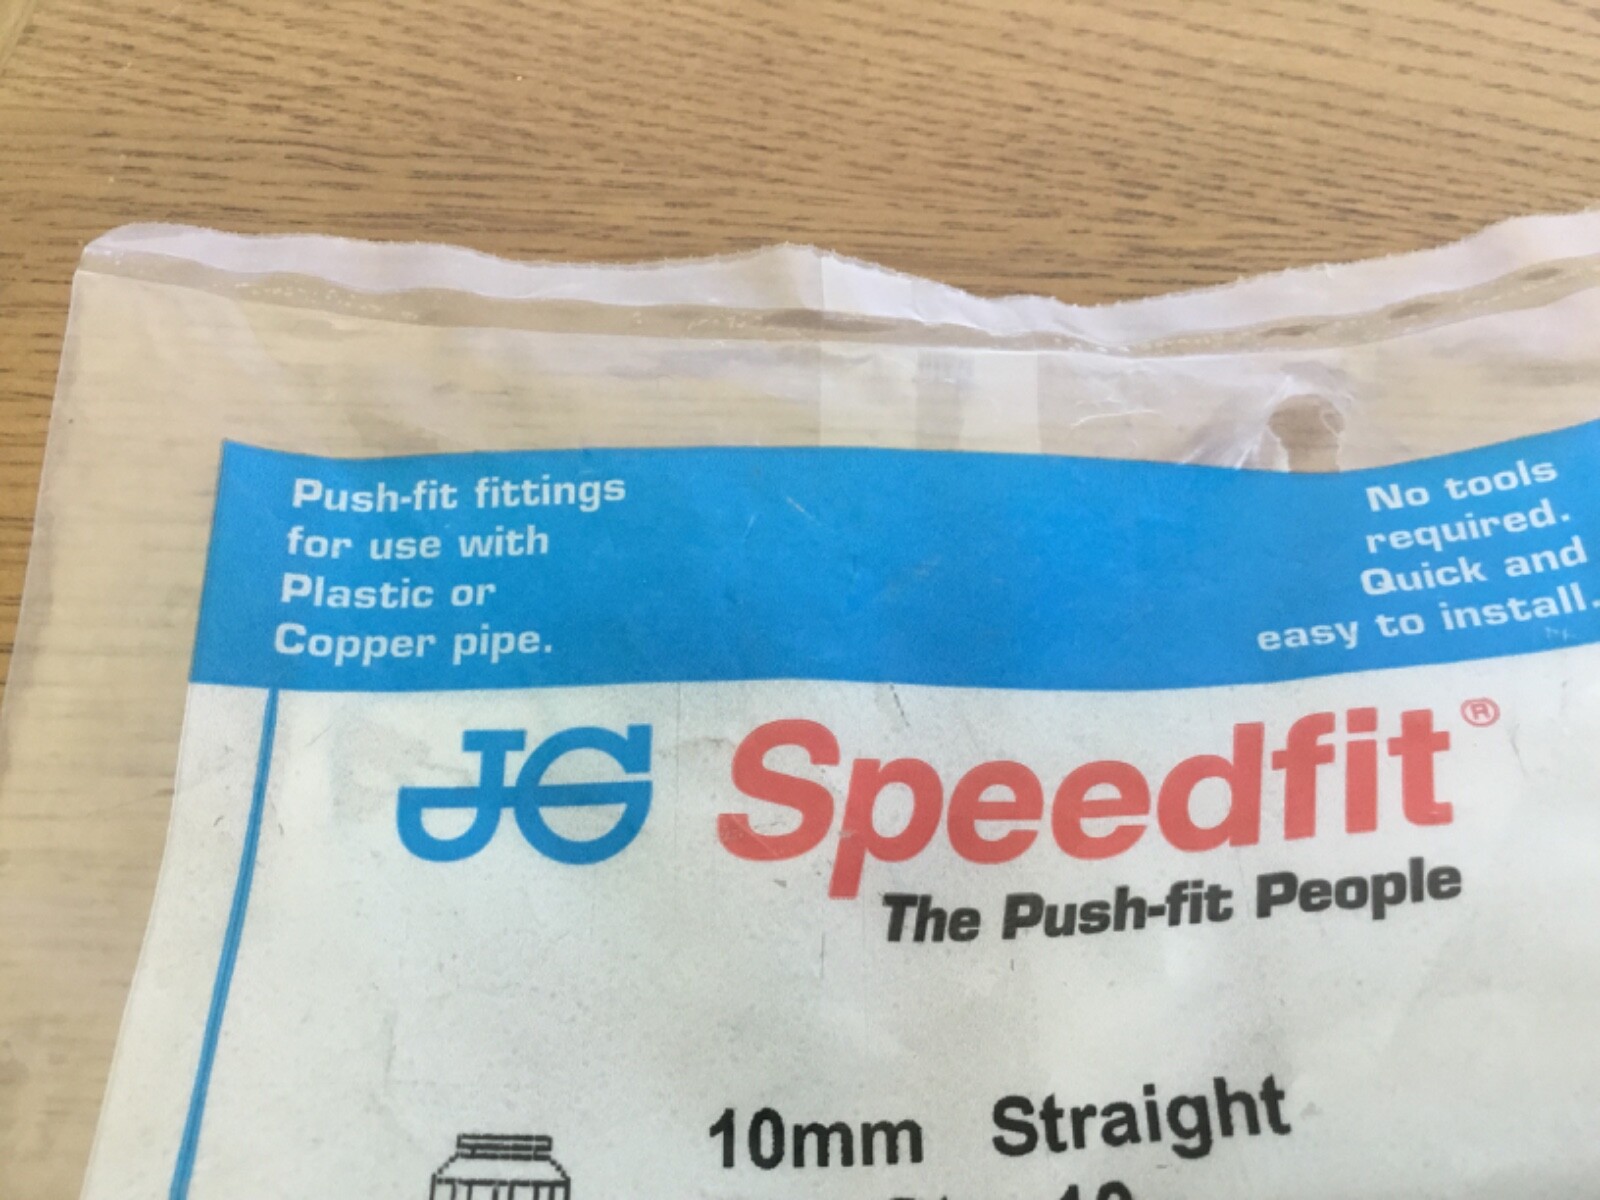 Push-fit fittings
for use with
Plastic or
Copper pipe.
No tools
required.
Quick and
easy to install.
JG Speedfit®
The Push-fit People
10mm Straight
10